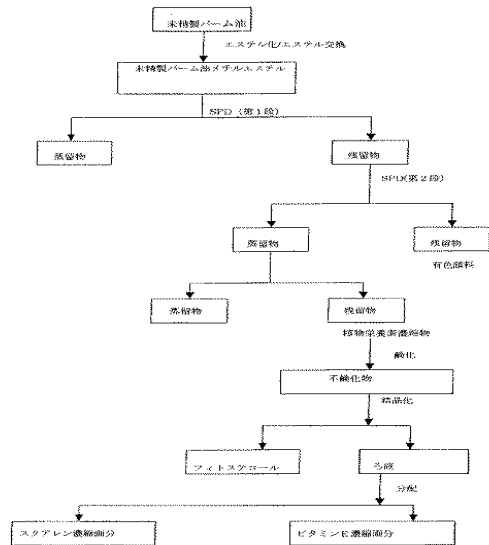 未精製パーム油
エステル化/エステル交換
未精製パーム油メチルエステル
SPD (第1段)
蒸留物
残留物
SPD(第2段)
蒸留物
残留物
有色顔料
蒸留物
残留物
植物栄養素濃縮物
鹸化
不鹸化物
結晶化
フィトステロール
ろ液
分配
スクアレン濃縮画分
ビタミンE濃縮画分